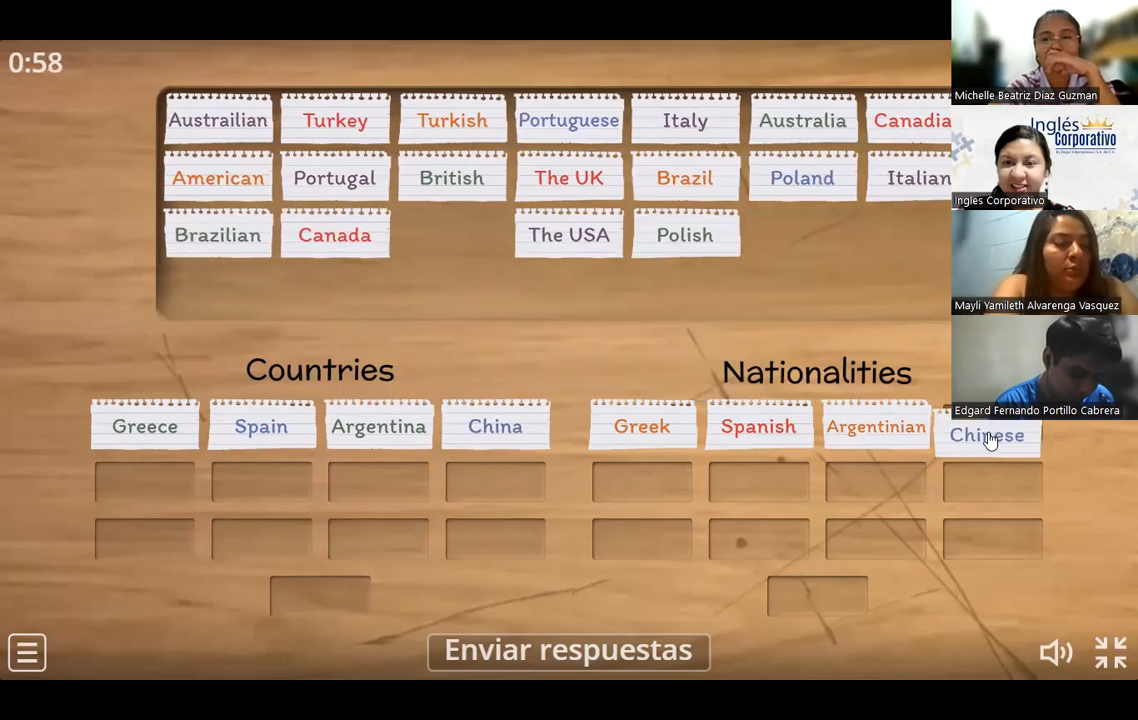 0:58
Austrailian Turkey Turkish Portuguese Italy Australia Canadia
American Portugal British The UK Brazil Poland Italian
Brazilian Canada The USA Polish
Countries Nationalities
Greece Spain Argentina China Greek Spanish Argentinian Chinese
Enviar respuestas
Michelle Beatriz Diaz Guzman
Inglés
Corporativo
Inglés Corporativo
Mayli Yamileth Alvarenga Vasquez
Edgard Fernando Portillo Cabrera